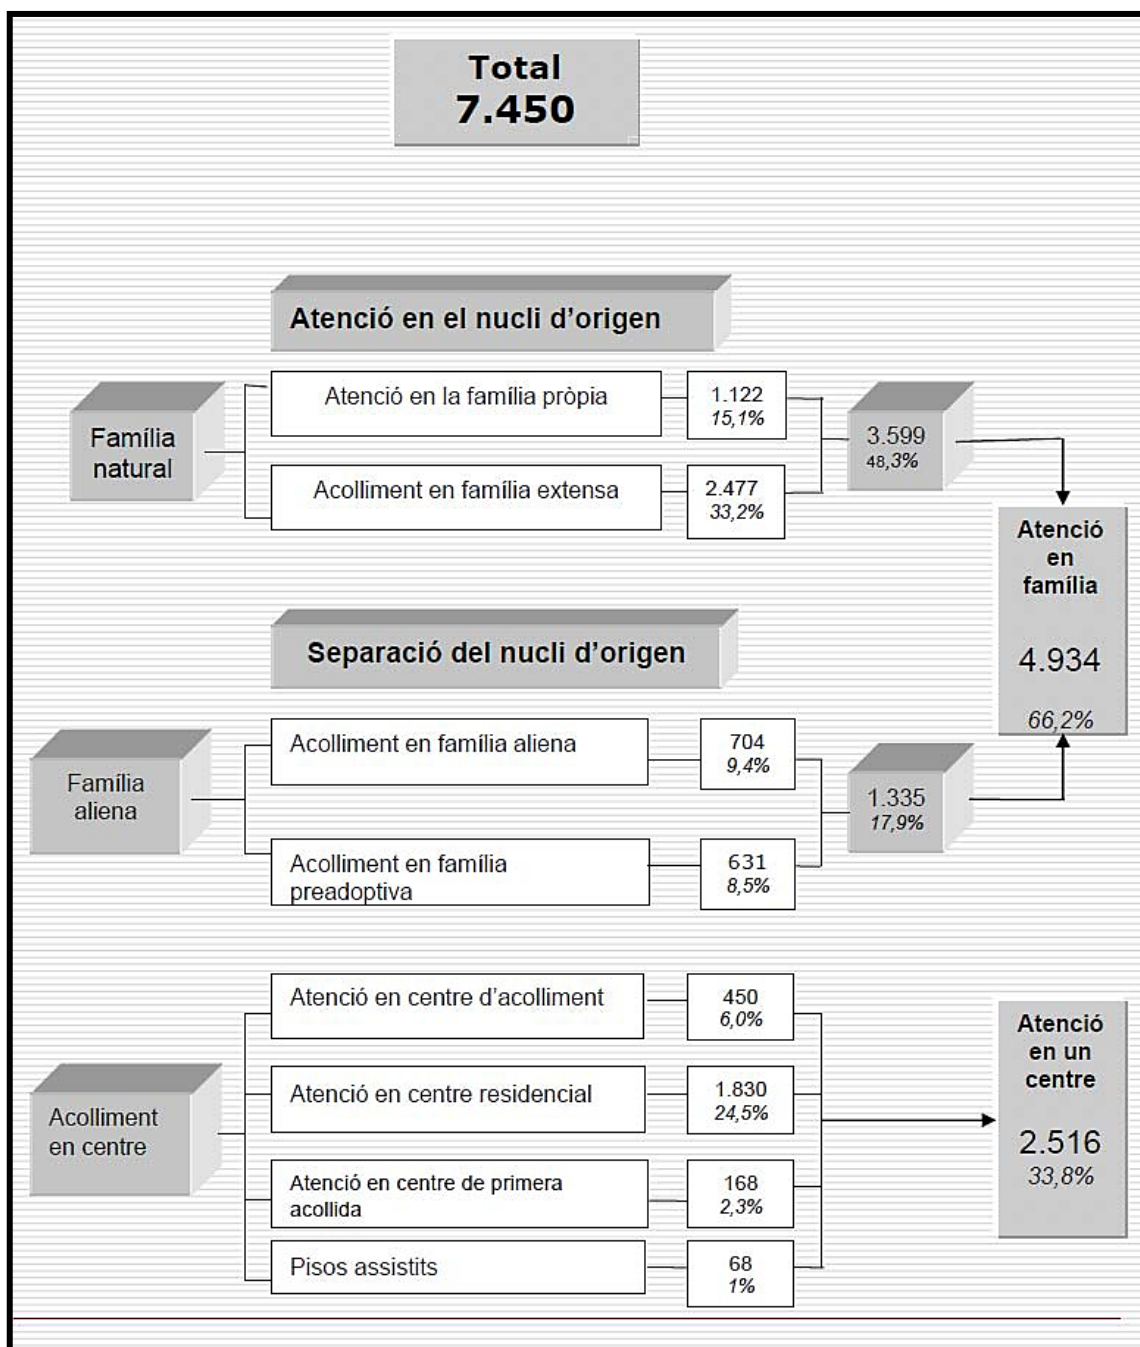 Total
7.450
Atenció en el nucli d’origen
Família
natural
Atenció en la família pròpia
1.122
15,1%
Acolliment en família extensa
2.477
33,2%
3.599
48,3%
Atenció
en
família
4.934
66,2%
Separació del nucli d’origen
Família
aliena
Acolliment en família aliena
704
9,4%
Acolliment en família
preadoptiva
631
8,5%
1.335
17,9%
Acolliment
en centre
Atenció en centre d’acolliment
450
6,0%
Atenció en centre residencial
1.830
24,5%
Atenció en centre de primera
acollida
168
2,3%
Pisos assistits
68
1%
Atenció
en un
centre
2.516
33,8%